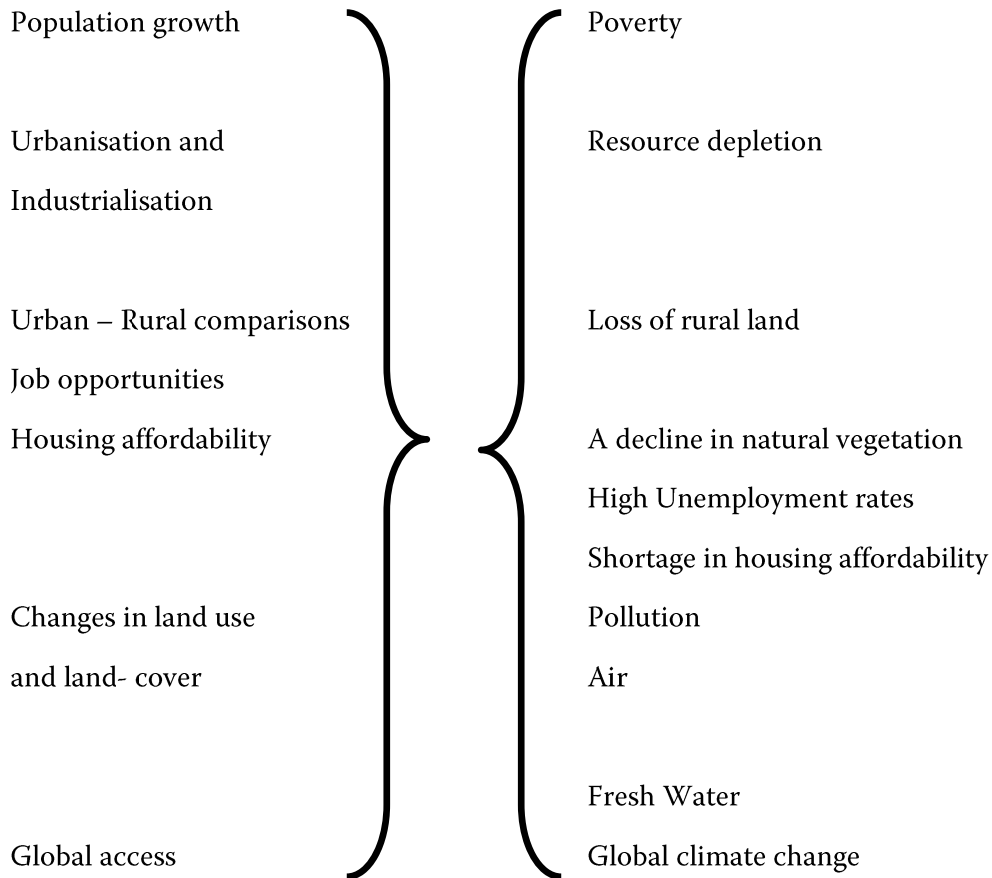 Population growth
Urbanisation and
Industrialisation
Urban – Rural comparisons
Job opportunities
Housing affordability
Changes in land use
and land- cover
Global access
Poverty
Resource depletion
Loss of rural land
A decline in natural vegetation
High Unemployment rates
Shortage in housing affordability
Pollution
Air
Fresh Water
Global climate change